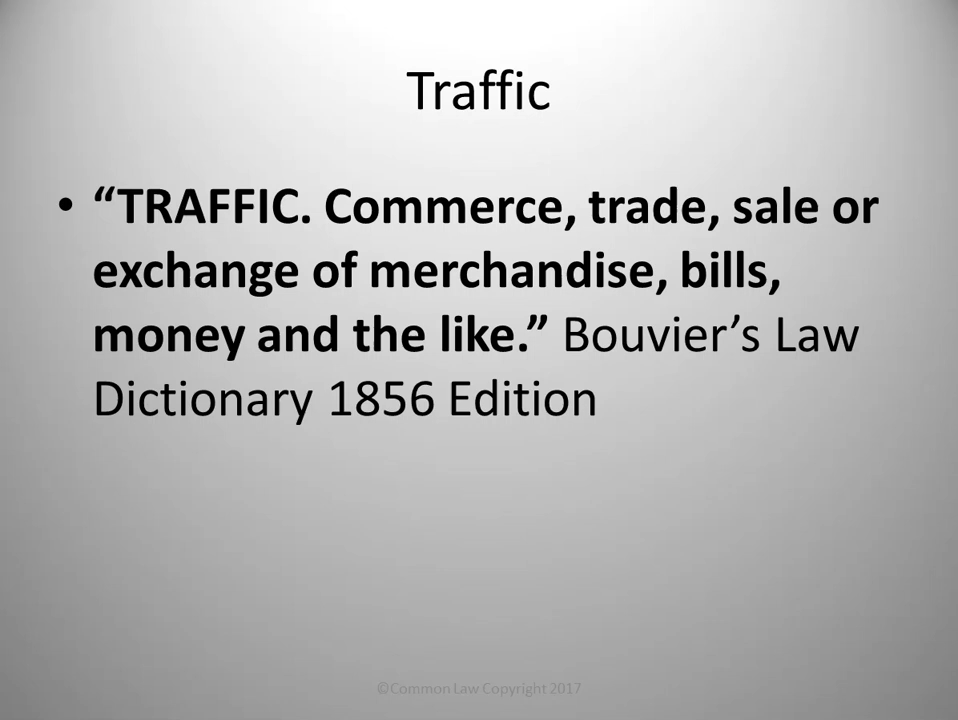 Traffic
• “TRAFFIC. Commerce, trade, sale or
exchange of merchandise, bills,
money and the like.” Bouvier’s Law
Dictionary 1856 Edition
©Common Law Copyright 2017